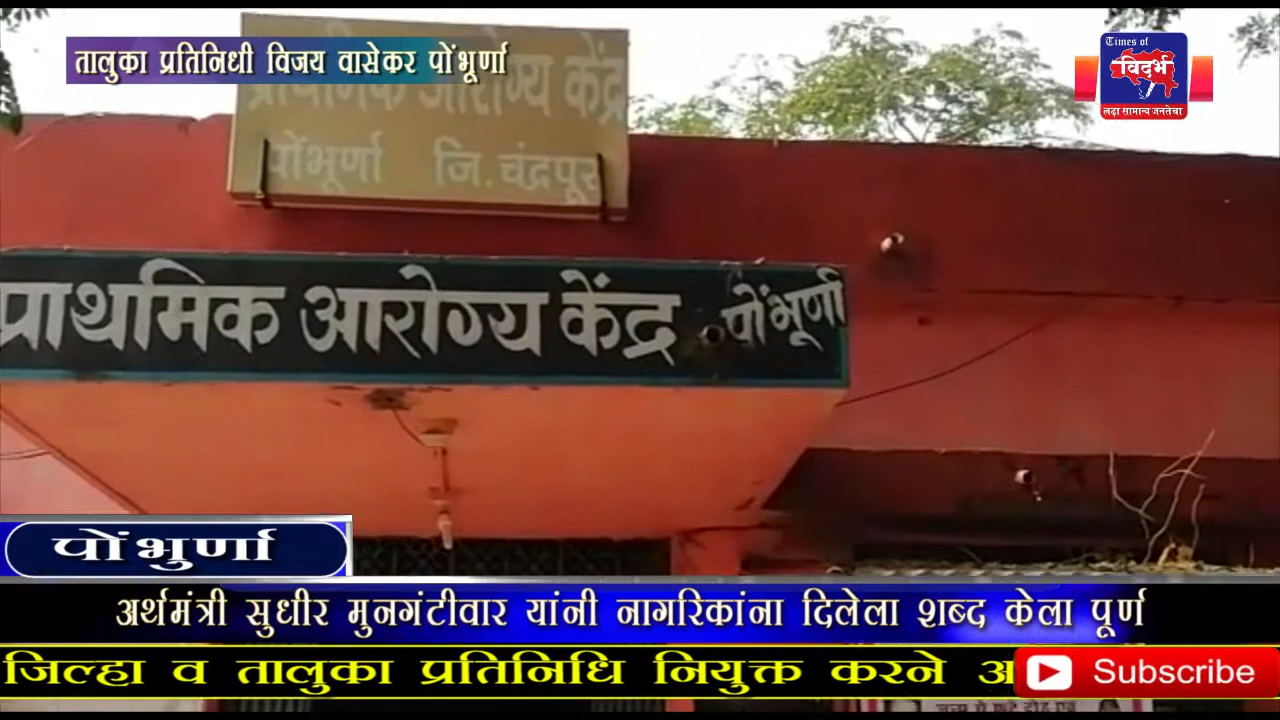 तालुका प्रतिनिधी विजय वासेकर पोंभूर्णा
Times of
विदर्भ
लढा सामान्य जनतेचा
प्राथमिक आरोग्य केंद्र
पोंभूर्णा जि.चंद्रपूर
प्राथमिक आरोग्य केंद्र पोंभूर्णा
पोंभुर्णा
अर्थमंत्री सुधीर मुनगंटीवार यांनी नागरिकांना दिलेला शब्द केला पूर्ण
जिल्हा व तालुका प्रतिनिधि नियुक्त करने
Subscribe